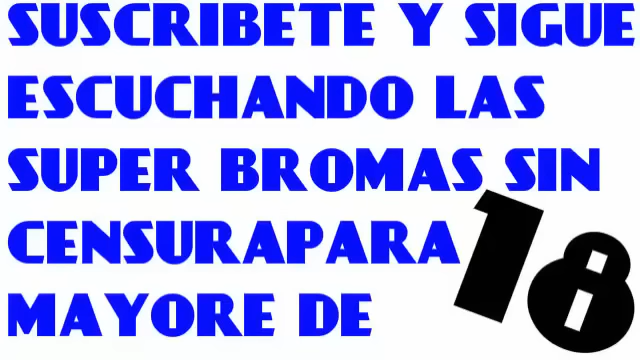 SUSCRIBETE Y SIGUE
ESCUCHANDO LAS
SUPER BROMAS SIN
CENSURAPARA
MAYORE DE 18